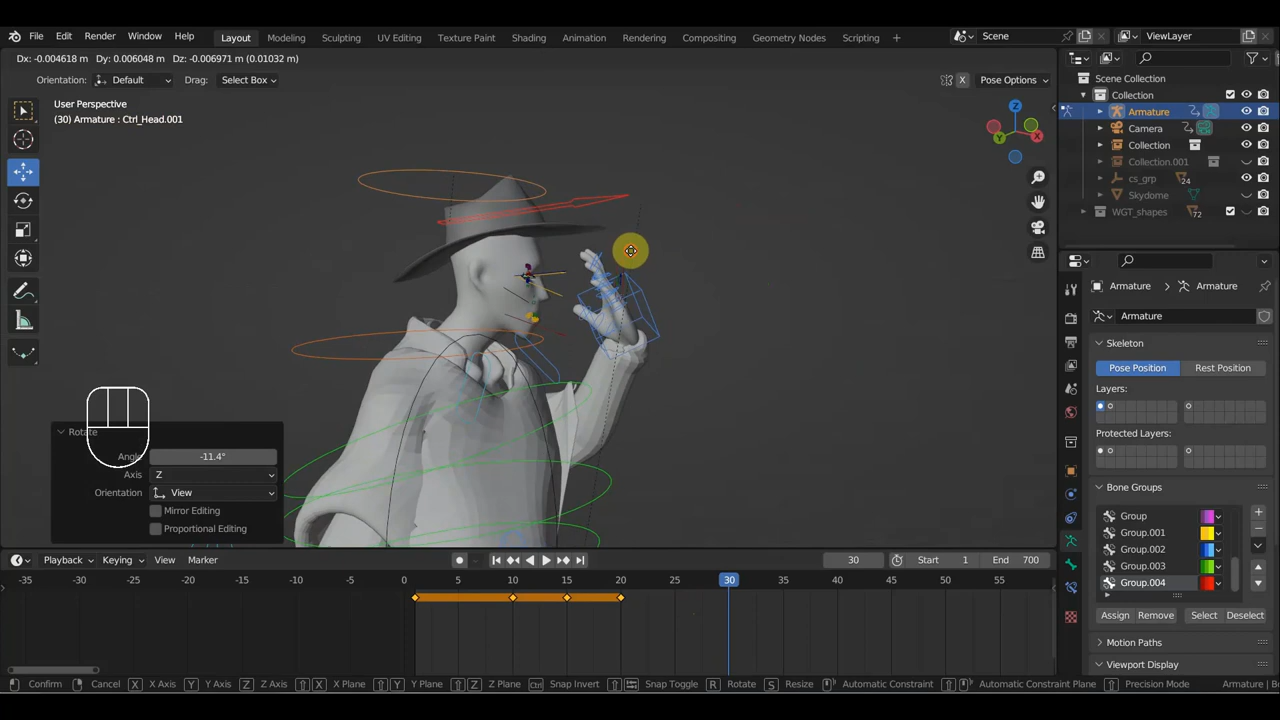 File Edit Render Window Help Layout Modeling Sculpting UV Editing Texture Paint Shading Animation Rendering Compositing Geometry Nodes Scripting + Scene ViewLayer
Dx: -0.004618 m Dy: 0.006048 m Dz: -0.006971 m (0.01032 m)
Orientation: Default Drag: Select Box X Pose Options
User Perspective
(30) Armature : Ctrl_Head.001
Z
X
Y
Scene Collection
Collection
Armature
Camera
Collection
Collection.001
cs_grp 24
Skydome
WGT_shapes 72
Armature > Armature
Armature
Skeleton
Pose Position Rest Position
Layers:
Protected Layers:
Bone Groups
Group
Group.001
Group.002
Group.003
Group.004
Assign Remove Select Deselect
Motion Paths
Viewport Display
Rotate
Angle -11.4°
Axis Z
Orientation View
Mirror Editing
Proportional Editing
Playback Keying View Marker 30 Start 1 End 700
-35 -30 -25 -20 -15 -10 -5 0 5 10 15 20 25 30 35 40 45 50 55
Confirm Cancel X X Axis Y Y Axis Z Z Axis X X Plane Y Y Plane Z Z Plane Ctrl Snap Invert Snap Toggle R Rotate S Resize Automatic Constraint Automatic Constraint Plane Precision Mode Armature | Bo